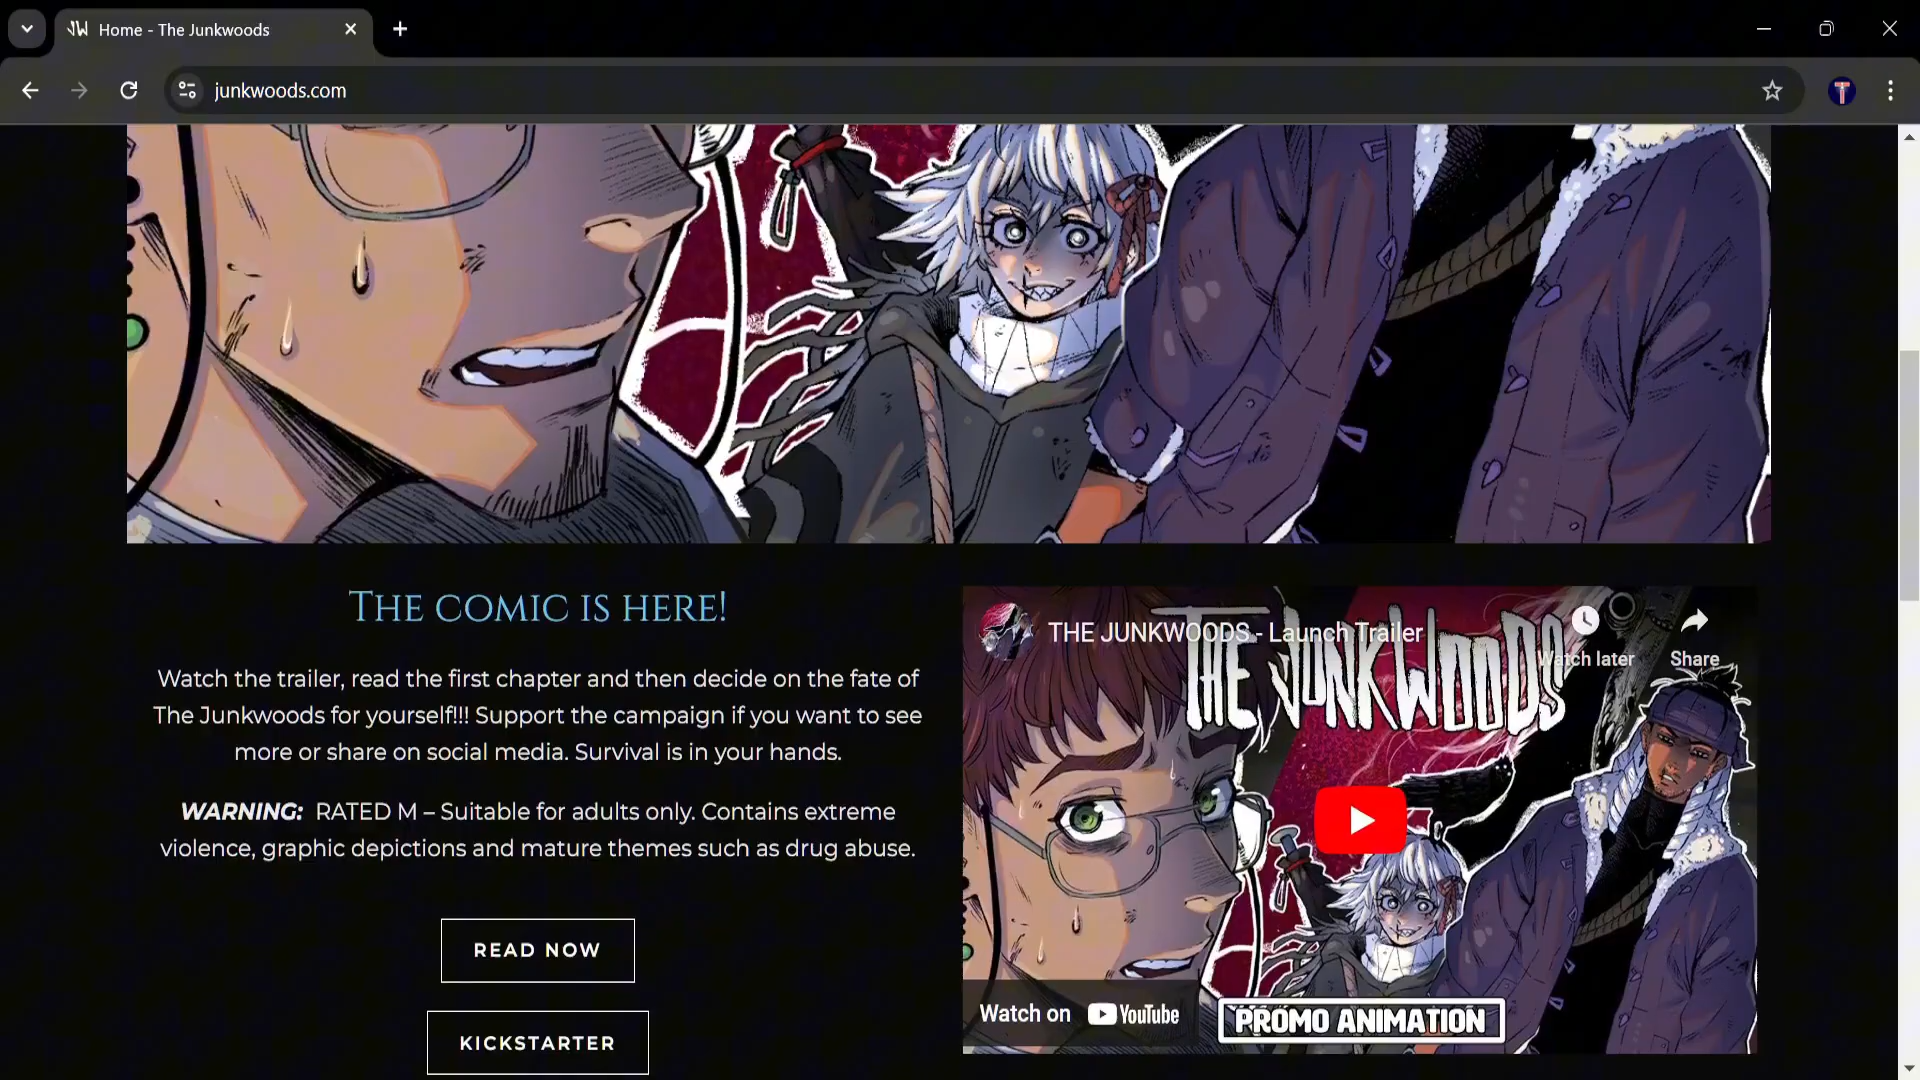 Home - The Junkwoods
junkwoods.com
THE COMIC IS HERE!
Watch the trailer, read the first chapter and then decide on the fate of
The Junkwoods for yourself!!! Support the campaign if you want to see
more or share on social media. Survival is in your hands.
WARNING: RATED M – Suitable for adults only. Contains extreme
violence, graphic depictions and mature themes such as drug abuse.
READ NOW
KICKSTARTER
THE JUNKWOODS - Launch Trailer
Watch later
Share
THE JUNKWOODS
Watch on YouTube
PROMO ANIMATION